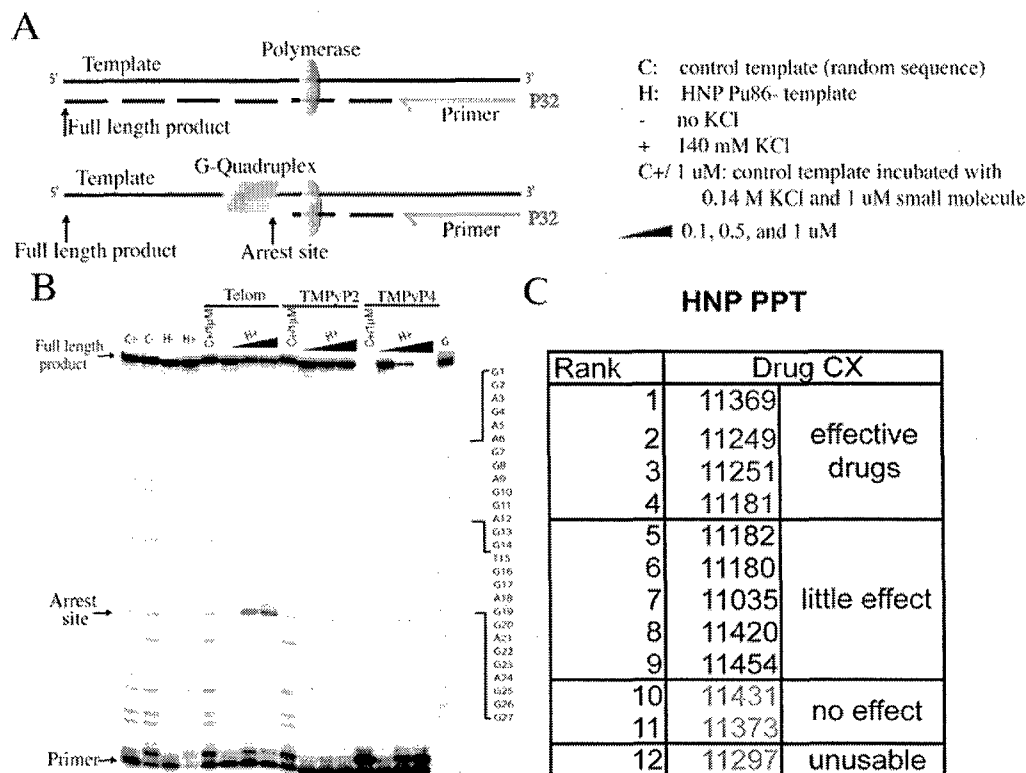 A
Polymerase
5' Template 3'
P32
Primer
Full length product
G-Quadruplex
5' Template 3'
P32
Primer
Full length product
Arrest site
C: control template (random sequence)
H: HNP Pu86- template
- no KCl
+ 140 mM KCl
C+/ 1 uM: control template incubated with
0.14 M KCl and 1 uM small molecule
0.1, 0.5, and 1 uM
B
Telom TMPyP2 TMPyP4
C+ C- H- H+ C+/1μM H+ C+/1μM H+ C+/1μM H+ G
Full length
product
G1
G2
A3
G4
A5
A6
G7
G8
A9
G10
G11
A12
G13
G14
T15
G16
G17
A18
G19
G20
A21
G22
G23
A24
G25
G26
G27
Arrest
site
Primer
C
HNP PPT
Rank Drug CX
1 11369
2 11249
3 11251
4 11181
effective
drugs
5 11182
6 11180
7 11035
8 11420
9 11454
little effect
10 11431
11 11373
no effect
12 11297 unusable